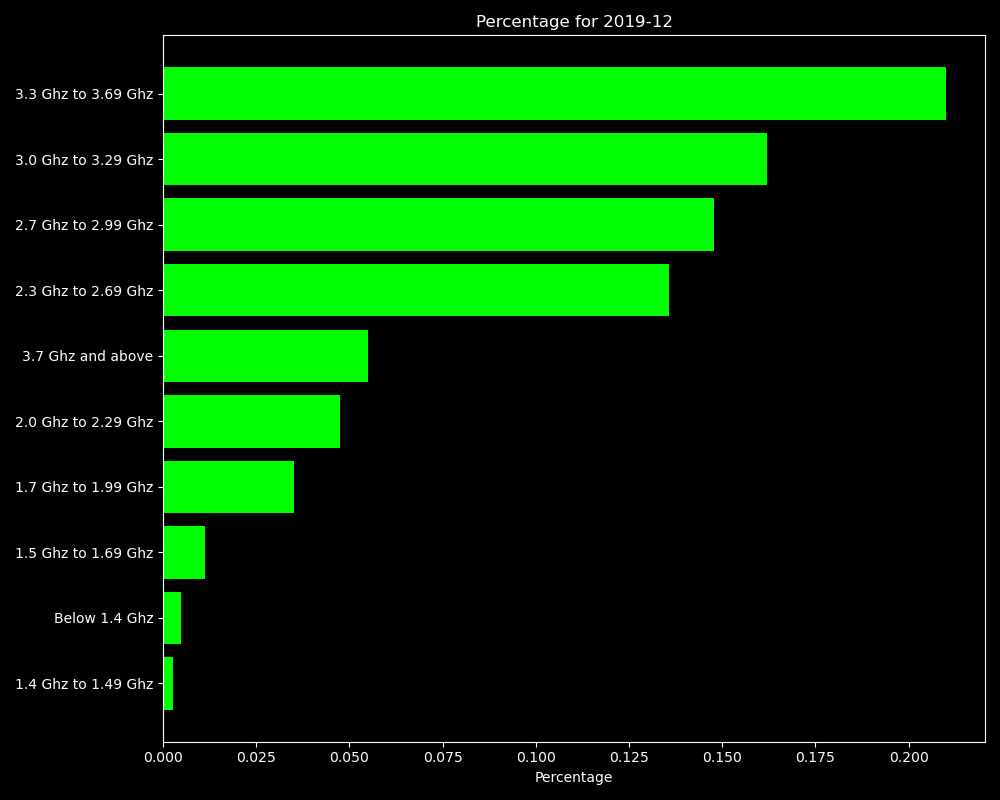 Percentage for 2019-12
3.3 Ghz to 3.69 Ghz
3.0 Ghz to 3.29 Ghz
2.7 Ghz to 2.99 Ghz
2.3 Ghz to 2.69 Ghz
3.7 Ghz and above
2.0 Ghz to 2.29 Ghz
1.7 Ghz to 1.99 Ghz
1.5 Ghz to 1.69 Ghz
Below 1.4 Ghz
1.4 Ghz to 1.49 Ghz
0.000 0.025 0.050 0.075 0.100 0.125 0.150 0.175 0.200
Percentage